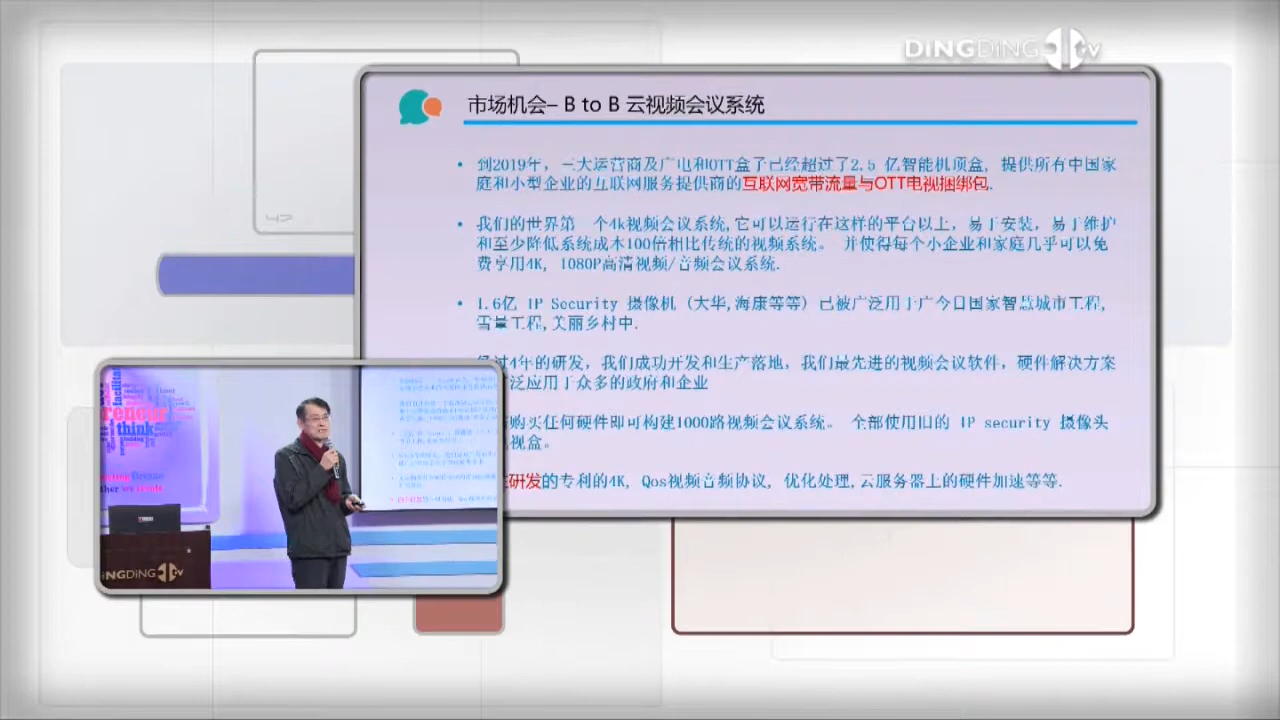 DiNGDiNG TV
市场机会– B to B 云视频会议系统
• 到2019年, 三大运营商及广电和OTT盒子已经超过了2.5 亿智能机顶盒, 提供所有中国家
庭和小型企业的互联网服务提供商的互联网宽带流量与OTT电视捆绑包.
• 我们的世界第一个4k视频会议系统,它可以运行在这样的平台以上, 易于安装, 易于维护
和至少降低系统成本100倍相比传统的视频系统。 并使得每个小企业和家庭几乎可以免
费享用4K, 1080P高清视频/音频会议系统.
• 1.6亿 IP Security 摄像机 (大华,海康等等) 已被广泛用于广今日国家智慧城市工程,
雪量工程,美丽乡村中.
经过4年的研发, 我们成功开发和生产落地, 我们最先进的视频会议软件, 硬件解决方案
泛应用于众多的政府和企业
购买任何硬件即可构建1000路视频会议系统。 全部使用旧的 IP security 摄像头
视盒。
研发的专利的4K, Qos视频音频协议, 优化处理,云服务器上的硬件加速等等.
facilitat
reneur
think
ther we
iNGDiNG TV